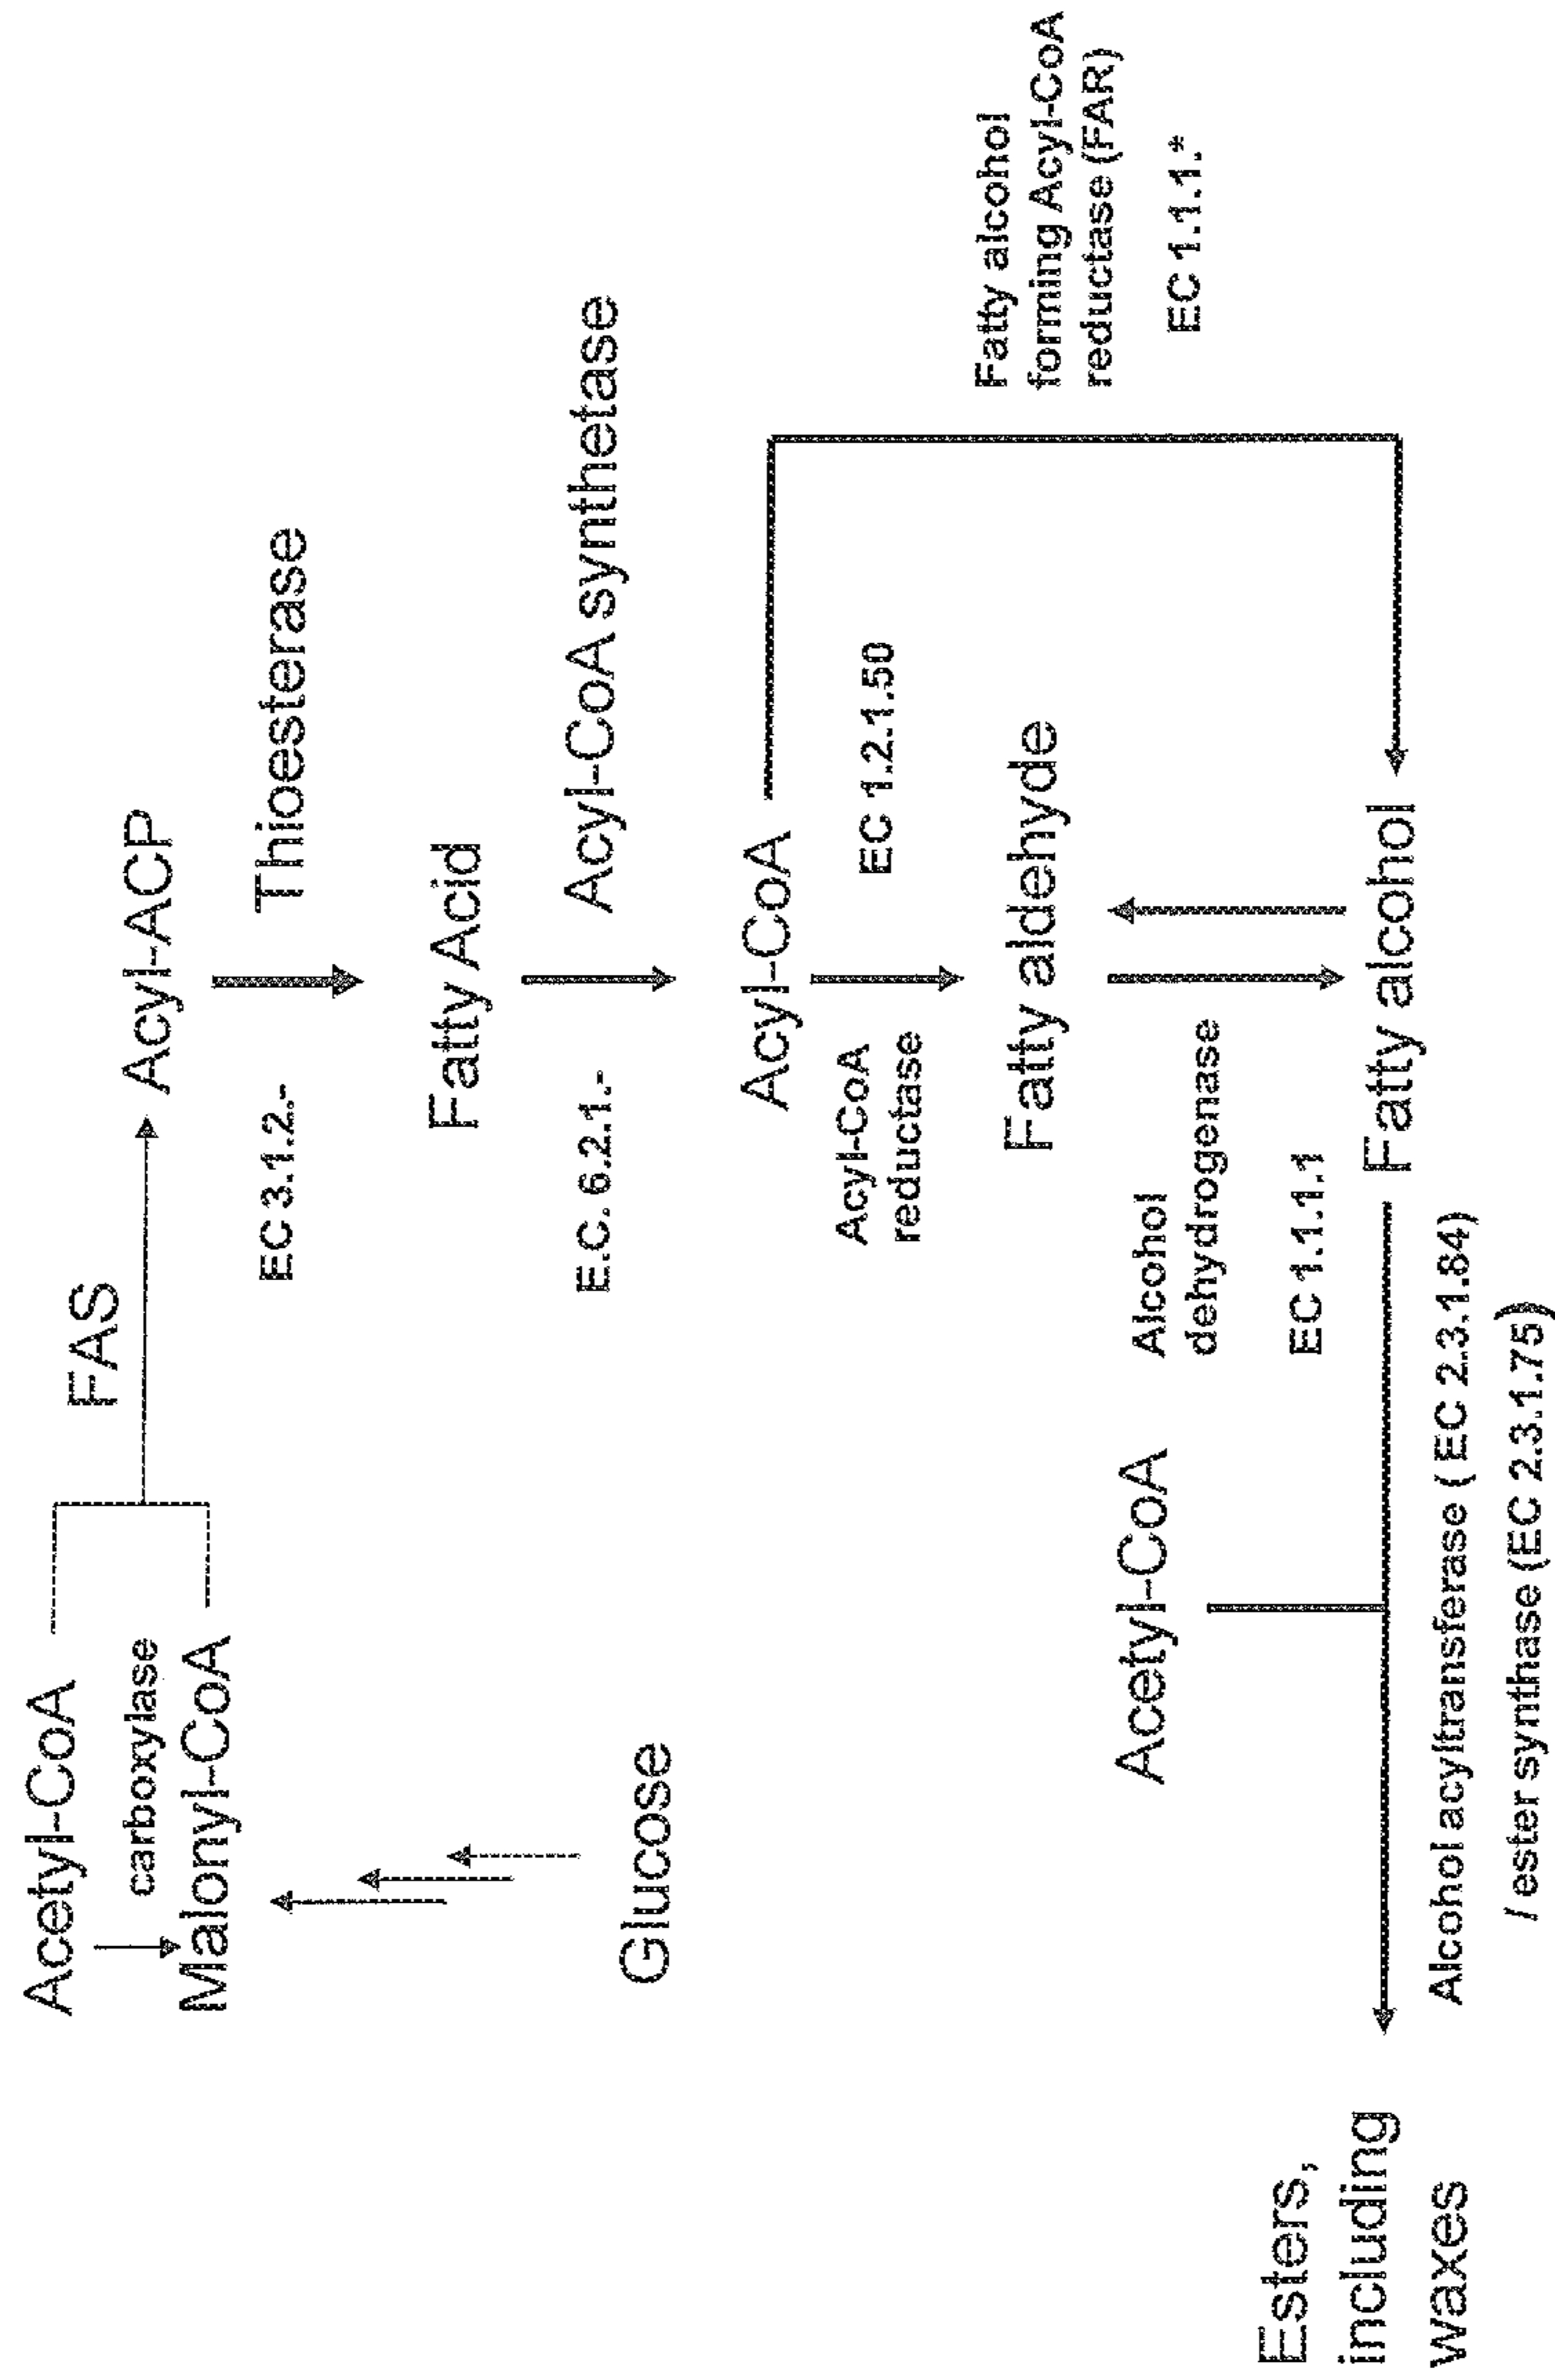 Acetyl-CoA
carboxylase
Malonyl-CoA
Glucose
FAS
Acyl-ACP
EC 3.1.2.-
Thioesterase
Fatty Acid
E.C. 6.2.1.-
Acyl-CoA synthetase
Acyl-CoA
Acyl-CoA
reductase
EC 1.2.1.50
Fatty aldehyde
Alcohol
dehydrogenase
EC 1.1.1.1
Fatty alcohol
forming Acyl-CoA
reductase (FAR)
EC 1.1.1.*
Fatty alcohol
Acetyl-CoA
Alcohol acyltransferase ( EC 2.3.1.84)
/ ester synthase (EC 2.3.1.75)
Esters,
including
waxes